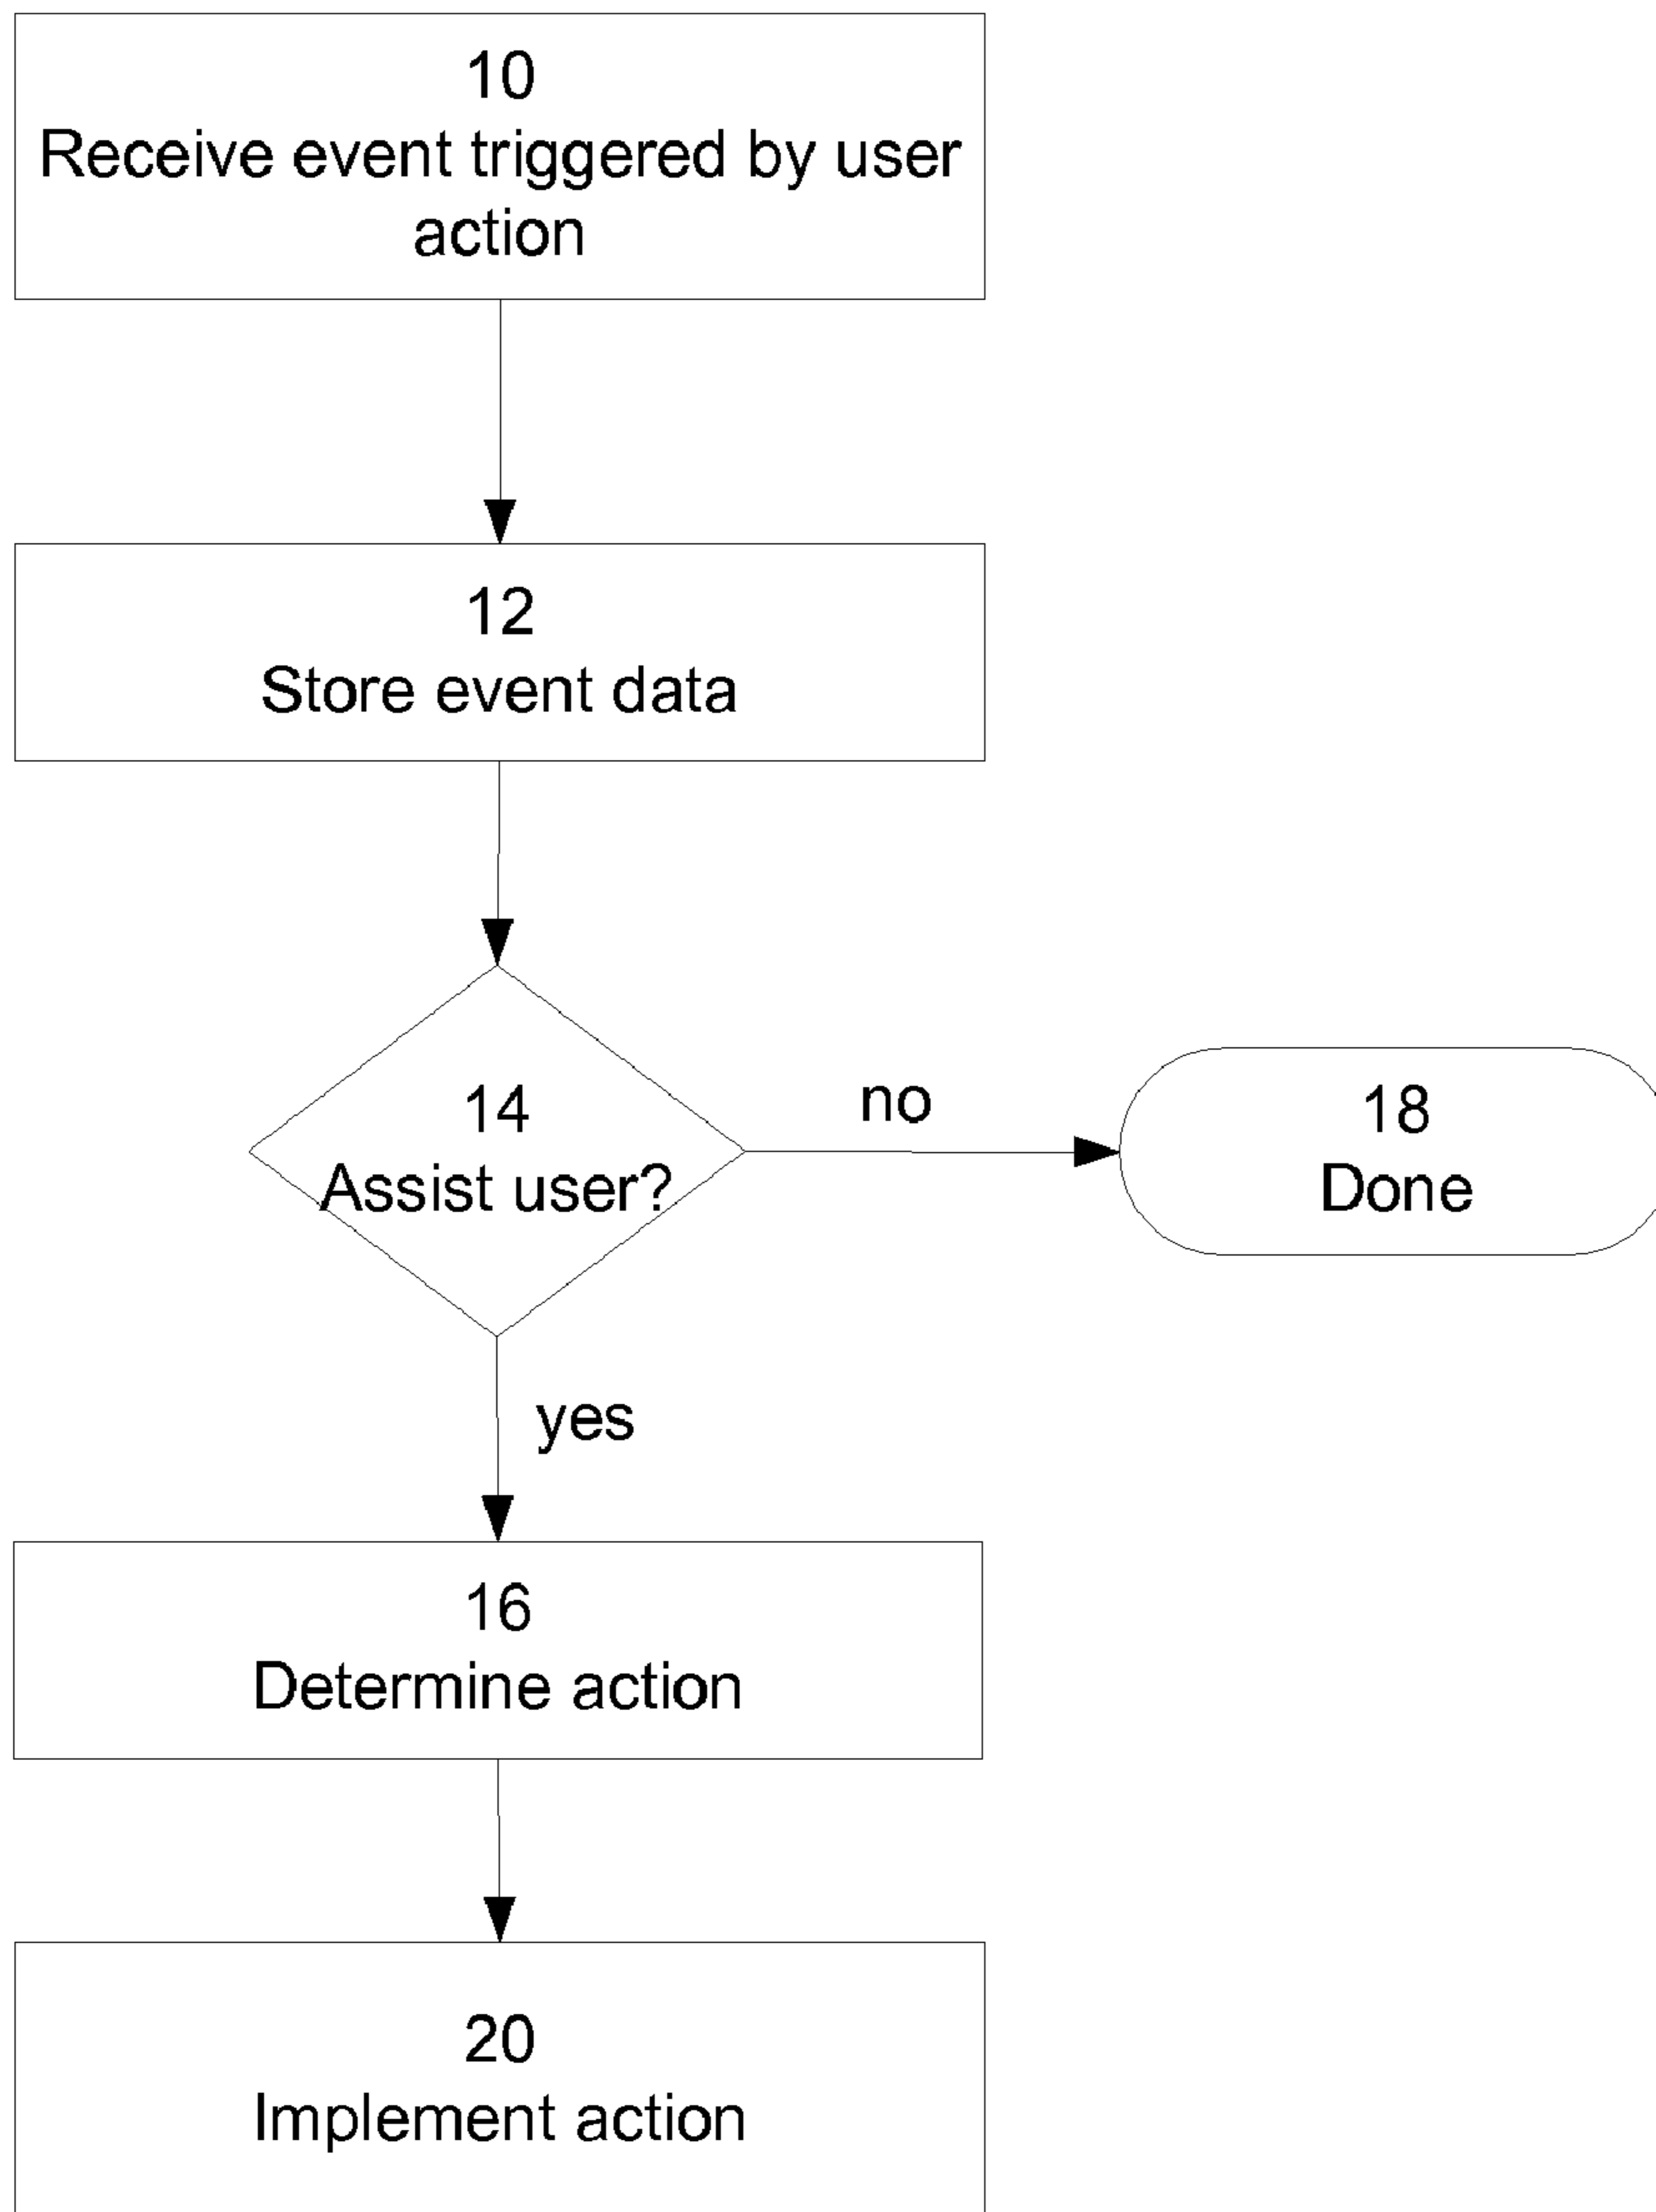 10
Receive event triggered by user
action
12
Store event data
14
Assist user?
no
18
Done
yes
16
Determine action
20
Implement action